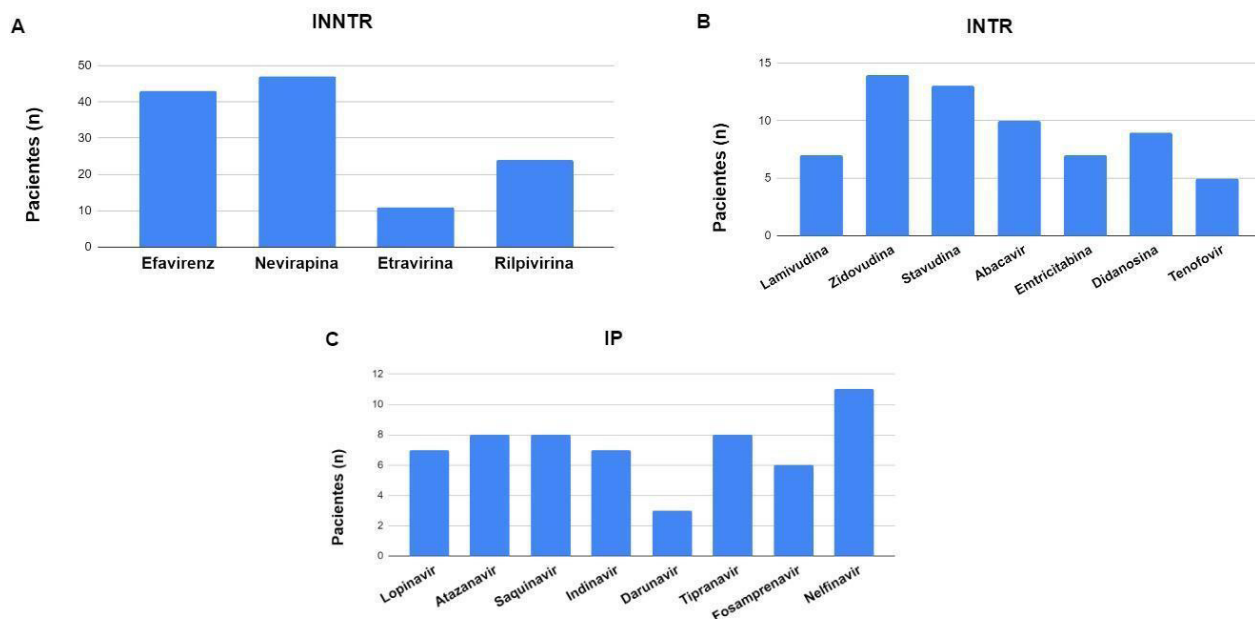 A
INNTR
Pacientes (n)
50
40
30
20
10
0
Efavirenz Nevirapina Etravirina Rilpivirina
B
INTR
Pacientes (n)
15
10
5
0
Lamivudina Zidovudina Stavudina Abacavir Emtricitabina Didanosina Tenofovir
C
IP
Pacientes (n)
12
10
8
6
4
2
0
Lopinavir Atazanavir Saquinavir Indinavir Darunavir Tipranavir Fosamprenavir Nelfinavir